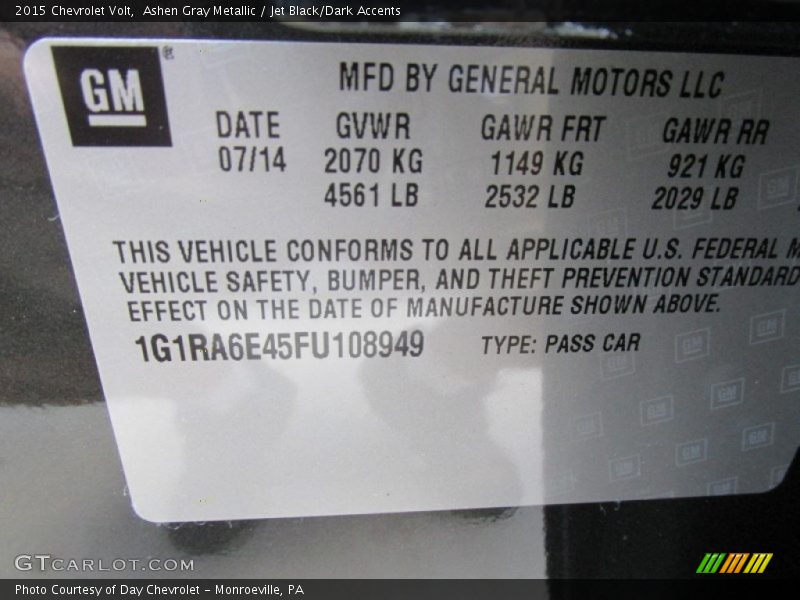 2015 Chevrolet Volt, Ashen Gray Metallic / Jet Black/Dark Accents
GM ®
MFD BY GENERAL MOTORS LLC
DATE GVWR GAWR FRT GAWR RR
07/14 2070 KG 1149 KG 921 KG
4561 LB 2532 LB 2029 LB
THIS VEHICLE CONFORMS TO ALL APPLICABLE U.S. FEDERAL M
VEHICLE SAFETY, BUMPER, AND THEFT PREVENTION STANDARD
EFFECT ON THE DATE OF MANUFACTURE SHOWN ABOVE.
1G1RA6E45FU108949 TYPE: PASS CAR
GTCARLOT.COM
Photo Courtesy of Day Chevrolet - Monroeville, PA